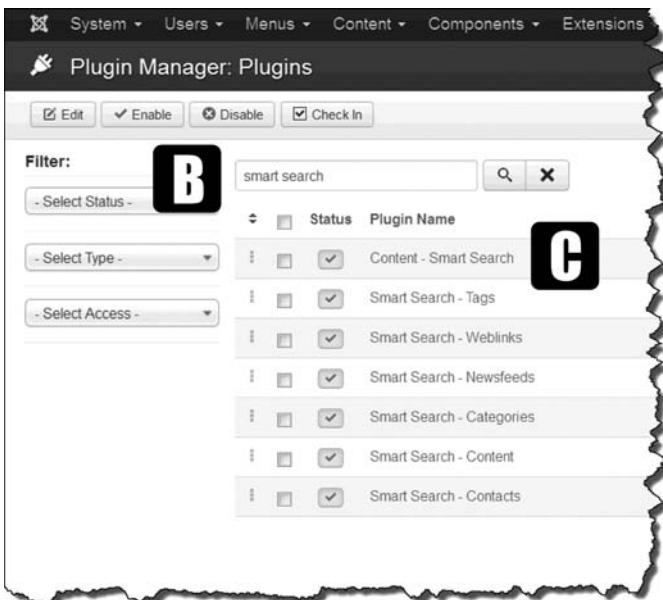 System Users Menus Content Components Extensions
Plugin Manager: Plugins
Edit Enable Disable Check In
Filter:
- Select Status -
- Select Type -
- Select Access -
B
smart search
Status Plugin Name
C
Content - Smart Search
Smart Search - Tags
Smart Search - Weblinks
Smart Search - Newsfeeds
Smart Search - Categories
Smart Search - Content
Smart Search - Contacts